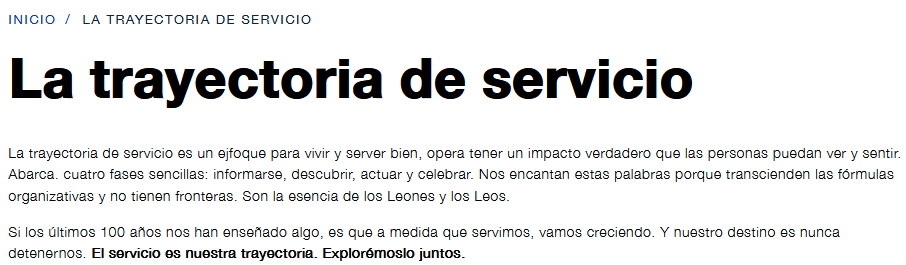 INICIO / LA TRAYECTORIA DE SERVICIO
La trayectoria de servicio
La trayectoria de servicio es un ejfoque para vivir y server bien, opera tener un impacto verdadero que las personas puedan ver y sentir.
Abarca. cuatro fases sencillas: informarse, descubrir, actuar y celebrar. Nos encantan estas palabras porque transcienden las fórmulas
organizativas y no tienen fronteras. Son la esencia de los Leones y los Leos.
Si los últimos 100 años nos han enseñado algo, es que a medida que servimos, vamos creciendo. Y nuestro destino es nunca
detenernos. El servicio es nuestra trayectoria. Explorémoslo juntos.